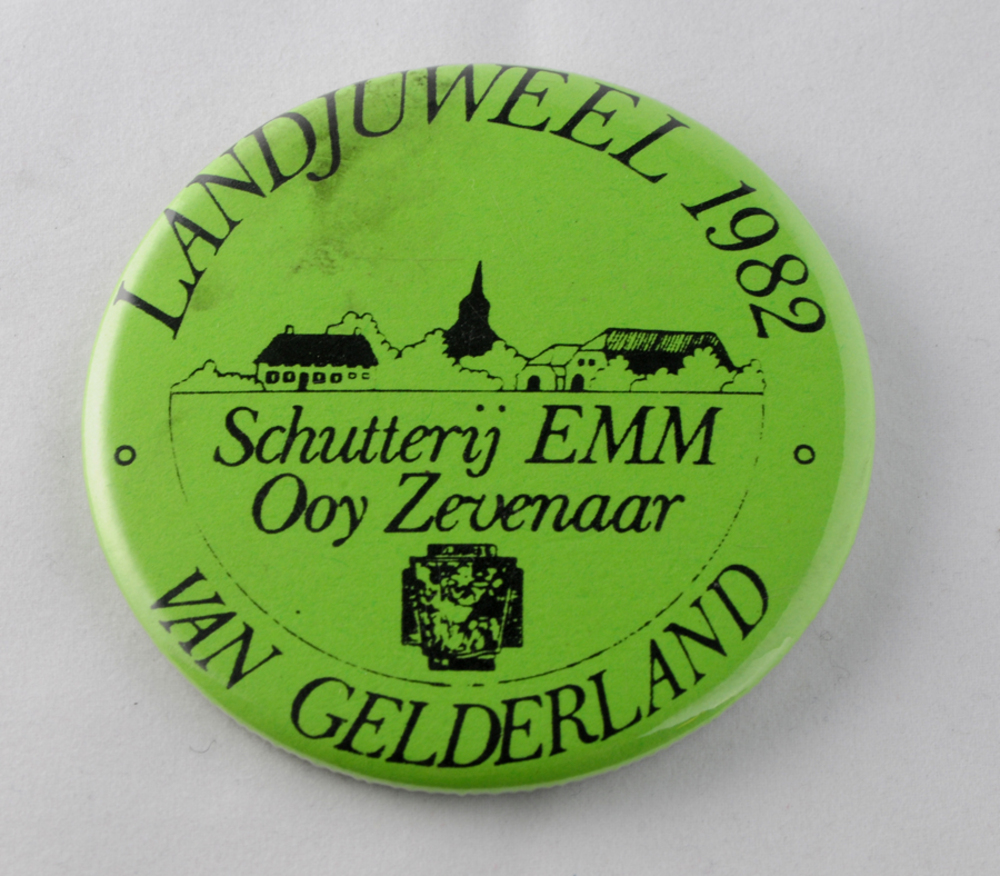 LANDJUWEEL 1982
Schutterij EMM
Ooy Zevenaar
VAN GELDERLAND